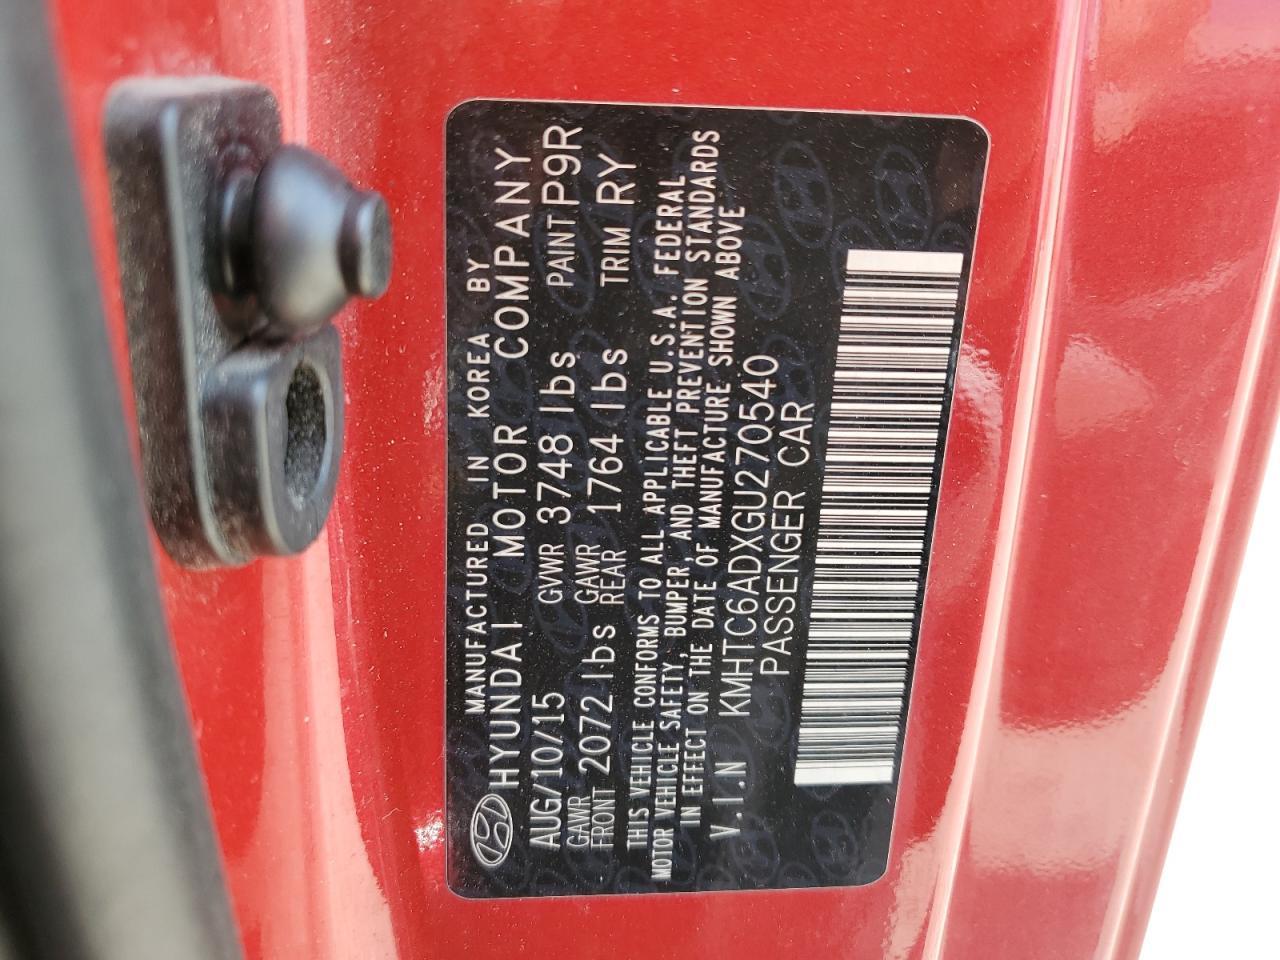 MANUFACTURED IN KOREA BY
HYUNDAI MOTOR COMPANY
AUG/10/15 GVWR 3748 lbs PAINT P9R
GAWR FRONT 2072 lbs GAWR REAR 1764 lbs TRIM RY
THIS VEHICLE CONFORMS TO ALL APPLICABLE U.S.A. FEDERAL
MOTOR VEHICLE SAFETY, BUMPER, AND THEFT PREVENTION STANDARDS
IN EFFECT ON THE DATE OF MANUFACTURE SHOWN ABOVE
V.I.N KMHTC6ADXGU270540
PASSENGER CAR